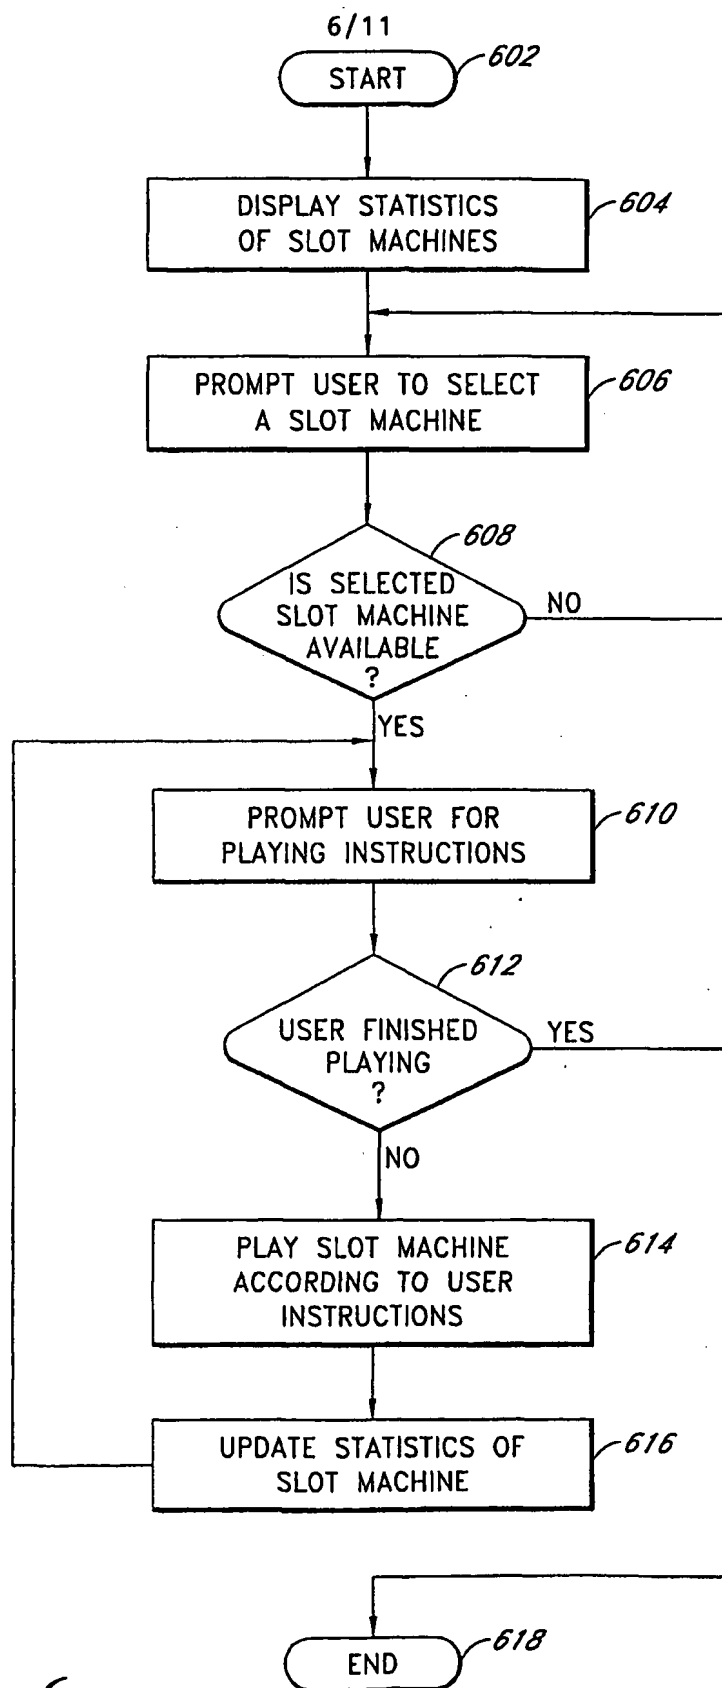 6/11
START
602
DISPLAY STATISTICS
OF SLOT MACHINES
604
PROMPT USER TO SELECT
A SLOT MACHINE
606
608
IS SELECTED
SLOT MACHINE
AVAILABLE
?
NO
YES
PROMPT USER FOR
PLAYING INSTRUCTIONS
610
612
USER FINISHED
PLAYING
?
YES
NO
PLAY SLOT MACHINE
ACCORDING TO USER
INSTRUCTIONS
614
UPDATE STATISTICS OF
SLOT MACHINE
616
END
618